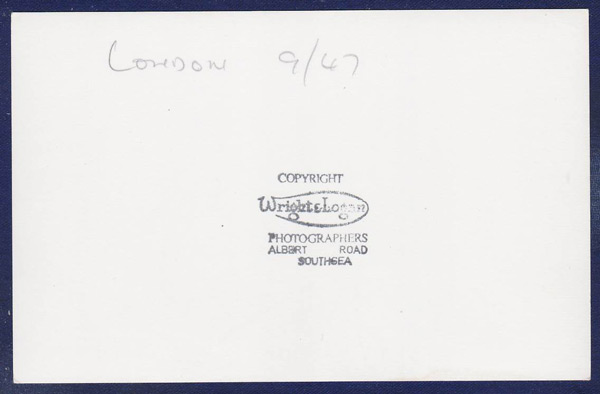 LONDON 9/47
COPYRIGHT
Wright & Logan
PHOTOGRAPHERS
ALBERT ROAD
SOUTHSEA